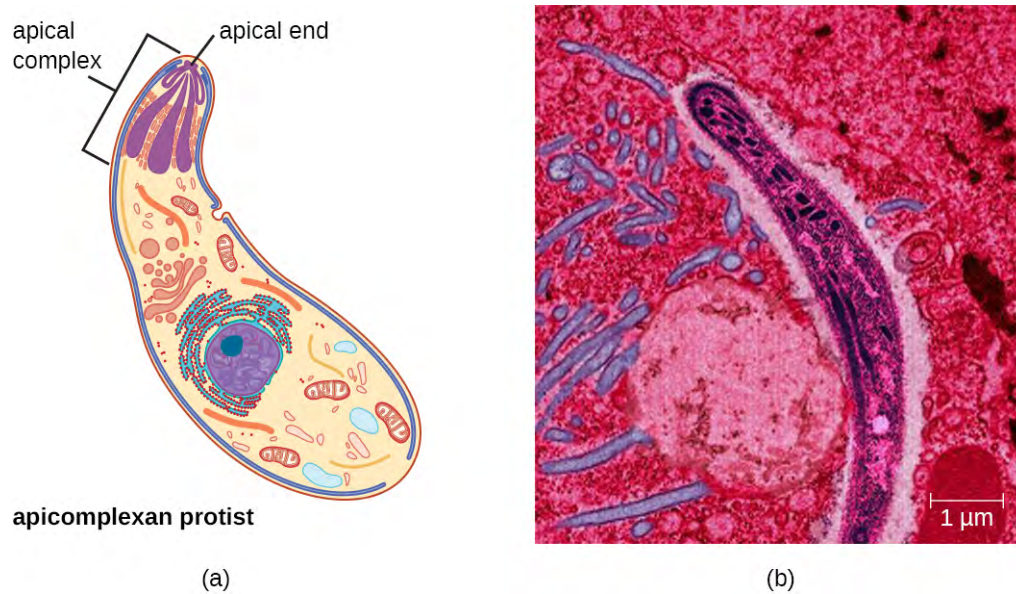 apical
complex
apical end
apicomplexan protist
1 µm
(a)
(b)